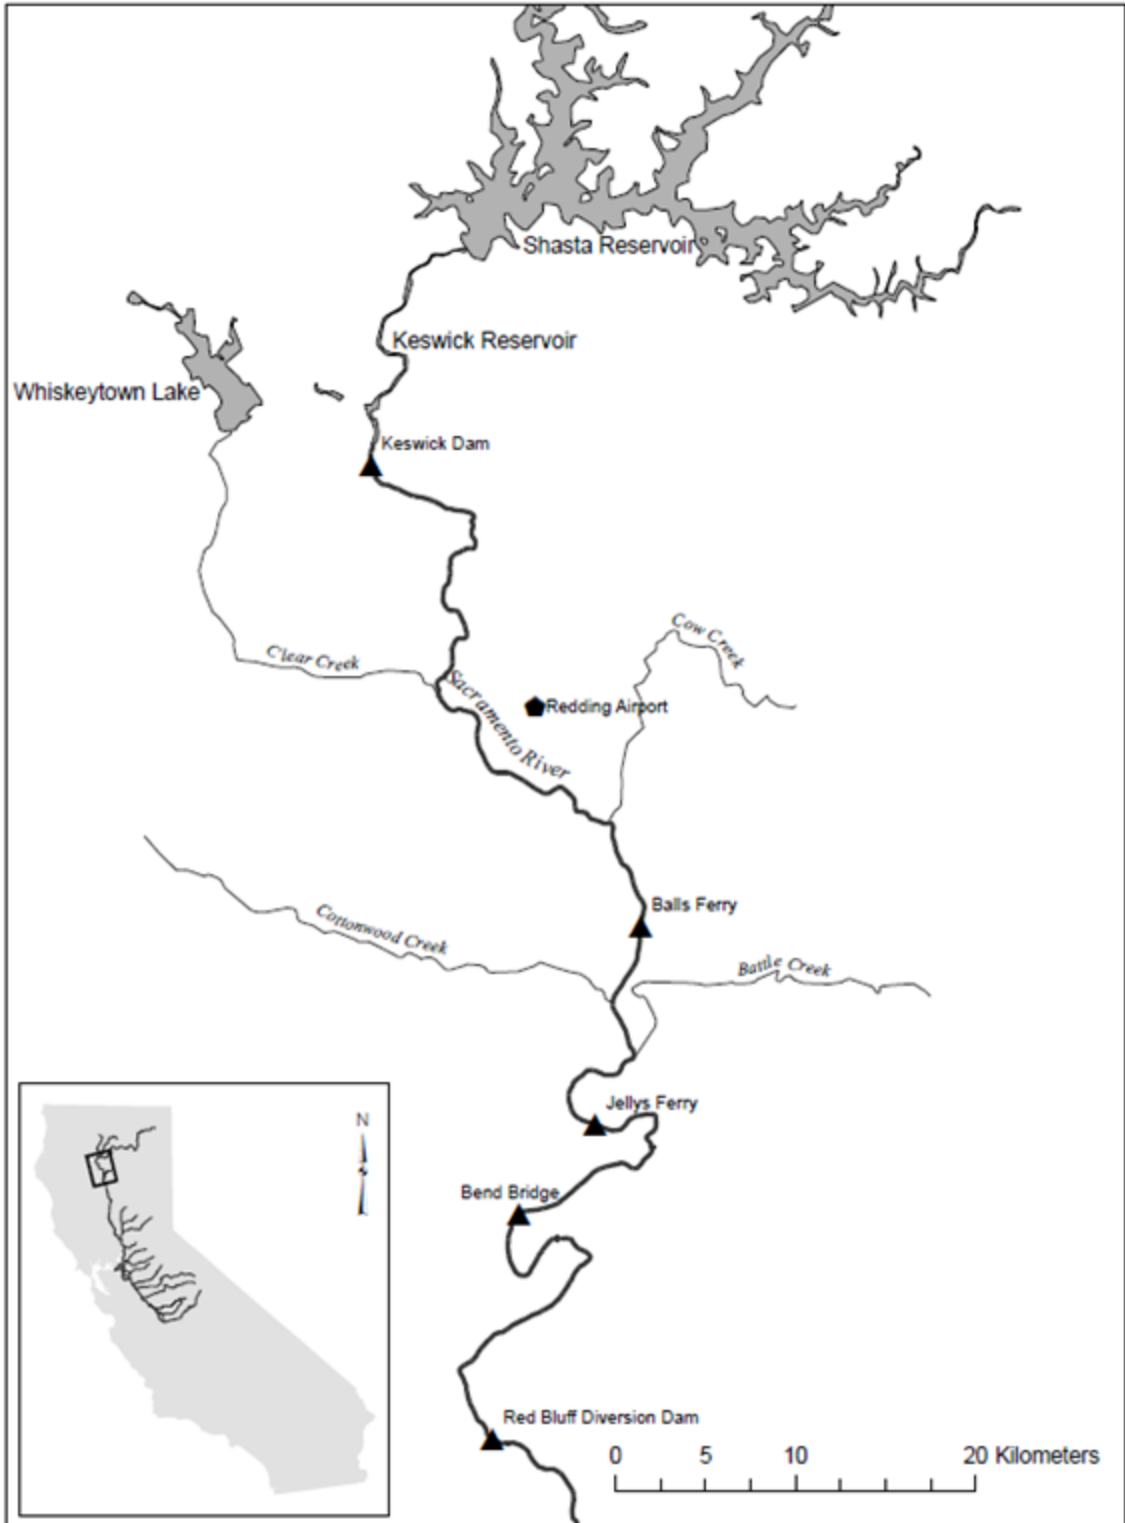 Shasta Reservoir
Keswick Reservoir
Whiskeytown Lake
Keswick Dam
Cow Creek
Clear Creek
Sacramento River
Redding Airport
Balls Ferry
Cottonwood Creek
Battle Creek
Jellys Ferry
N
Bend Bridge
Red Bluff Diversion Dam
0 5 10 20 Kilometers